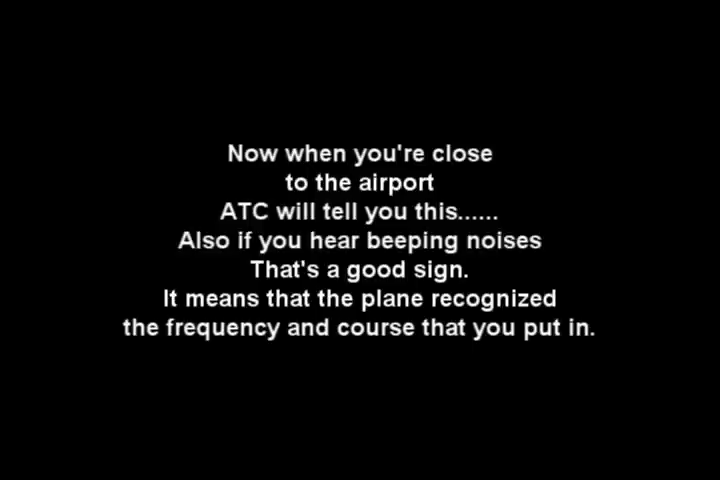 Now when you're close
to the airport
ATC will tell you this......
Also if you hear beeping noises
That's a good sign.
It means that the plane recognized
the frequency and course that you put in.